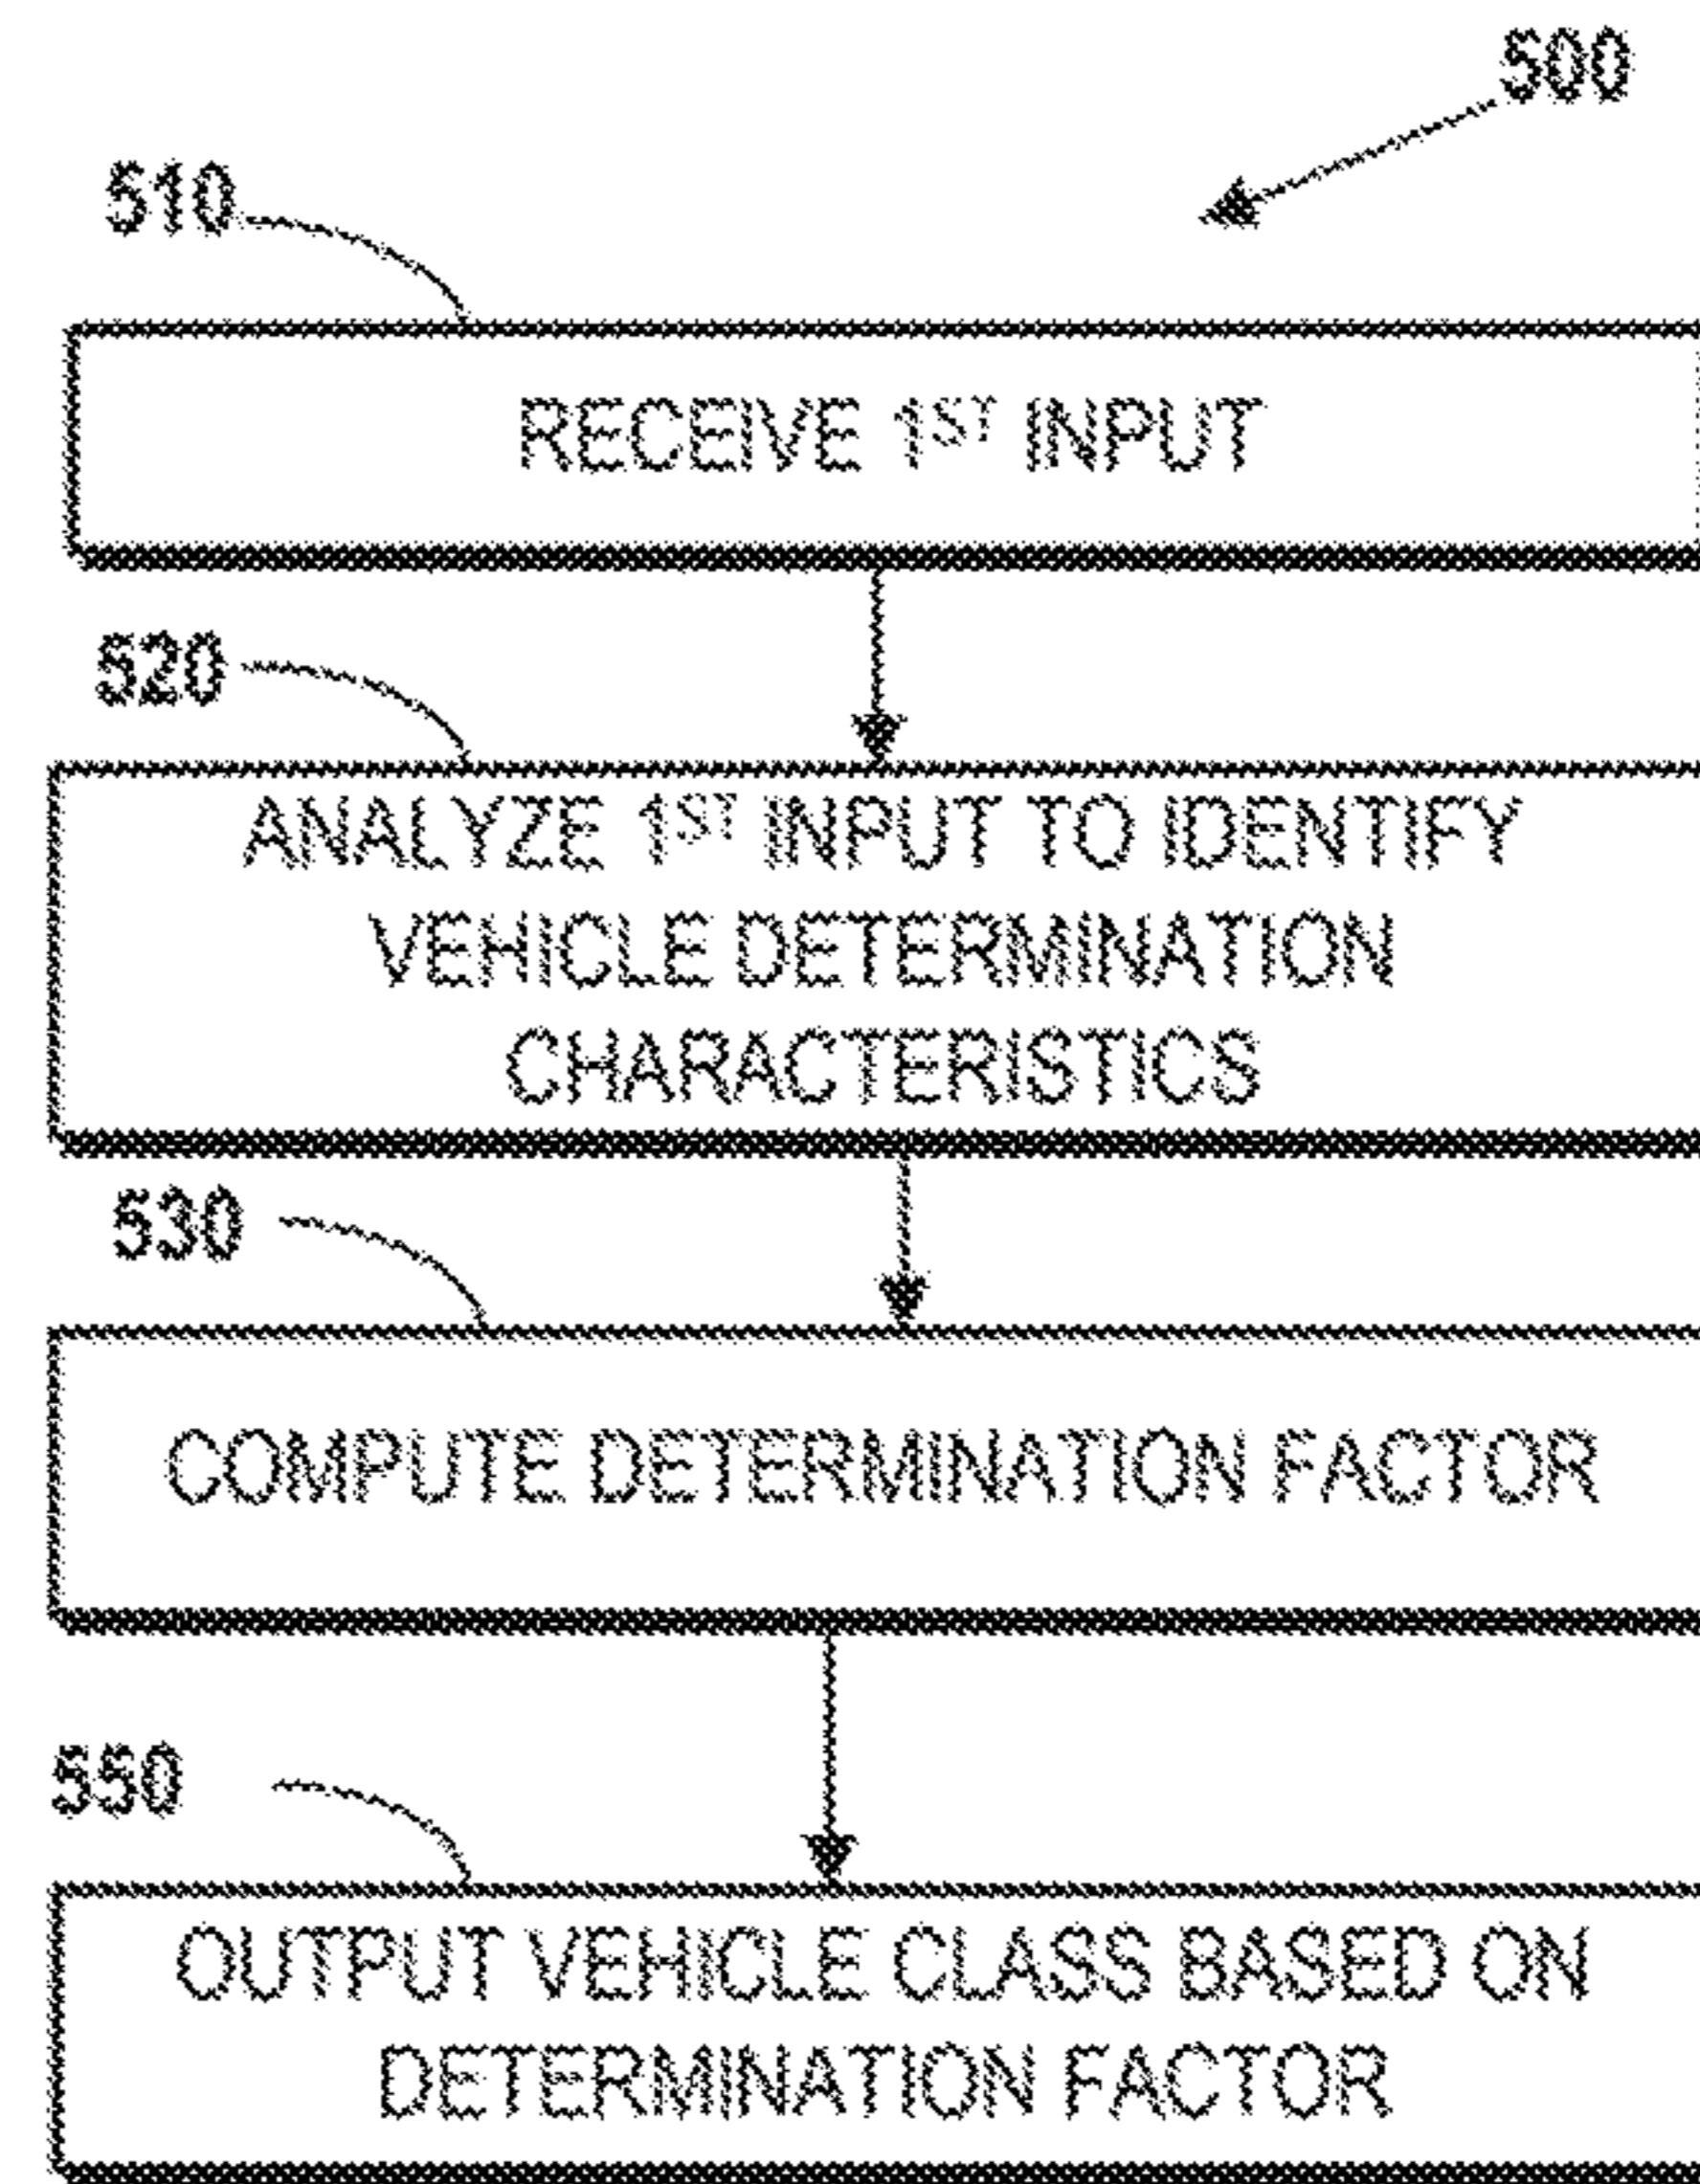 500
510
RECEIVE 1ST INPUT
520
ANALYZE 1ST INPUT TO IDENTIFY
VEHICLE DETERMINATION
CHARACTERISTICS
530
COMPUTE DETERMINATION FACTOR
550
OUTPUT VEHICLE CLASS BASED ON
DETERMINATION FACTOR